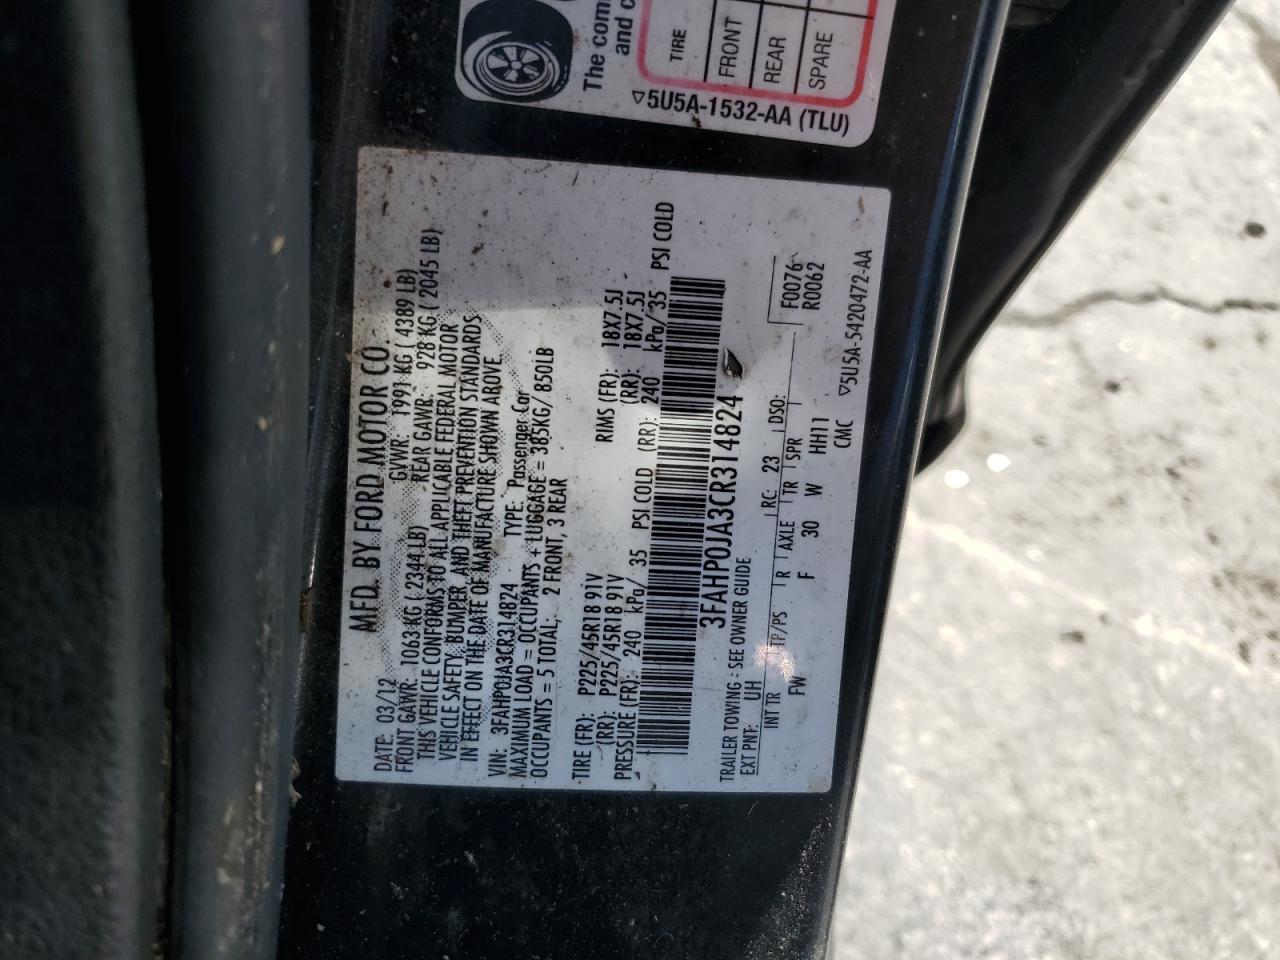 The com
and c
TIRE
FRONT
REAR
SPARE
▽5U5A-1532-AA (TLU)
MFD. BY FORD MOTOR CO.
DATE: 03/12 GVWR: 1991 KG ( 4389 LB)
FRONT GAWR: 1063 KG ( 2344 LB) REAR GAWR: 928 KG ( 2045 LB)
THIS VEHICLE CONFORMS TO ALL APPLICABLE FEDERAL MOTOR
VEHICLE SAFETY, BUMPER, AND THEFT PREVENTION STANDARDS
IN EFFECT ON THE DATE OF MANUFACTURE SHOWN ABOVE
VIN: 3FAHP0JA3CR314824 TYPE: Passenger Car
MAXIMUM LOAD = OCCUPANTS + LUGGAGE = 385KG/ 850LB
OCCUPANTS = 5 TOTAL: 2 FRONT, 3 REAR
TIRE (FR): P225/45R18 91V RIMS (FR): 18X7.5J
(RR): P225/45R18 91V (RR): 18X7.5J
PRESSURE (FR): 240 kPa/ 35 PSI COLD (RR): 240 kPa/ 35 PSI COLD
3FAHP0JA3CR314824
TRAILER TOWING - SEE OWNER GUIDE
EXT PNT: UH RC: 23 DSO: F0076
R0062
INT TR TP/PS R AXLE TR SPR
FW F 30 W HH11
CMC ▽5U5A-5420472-AA